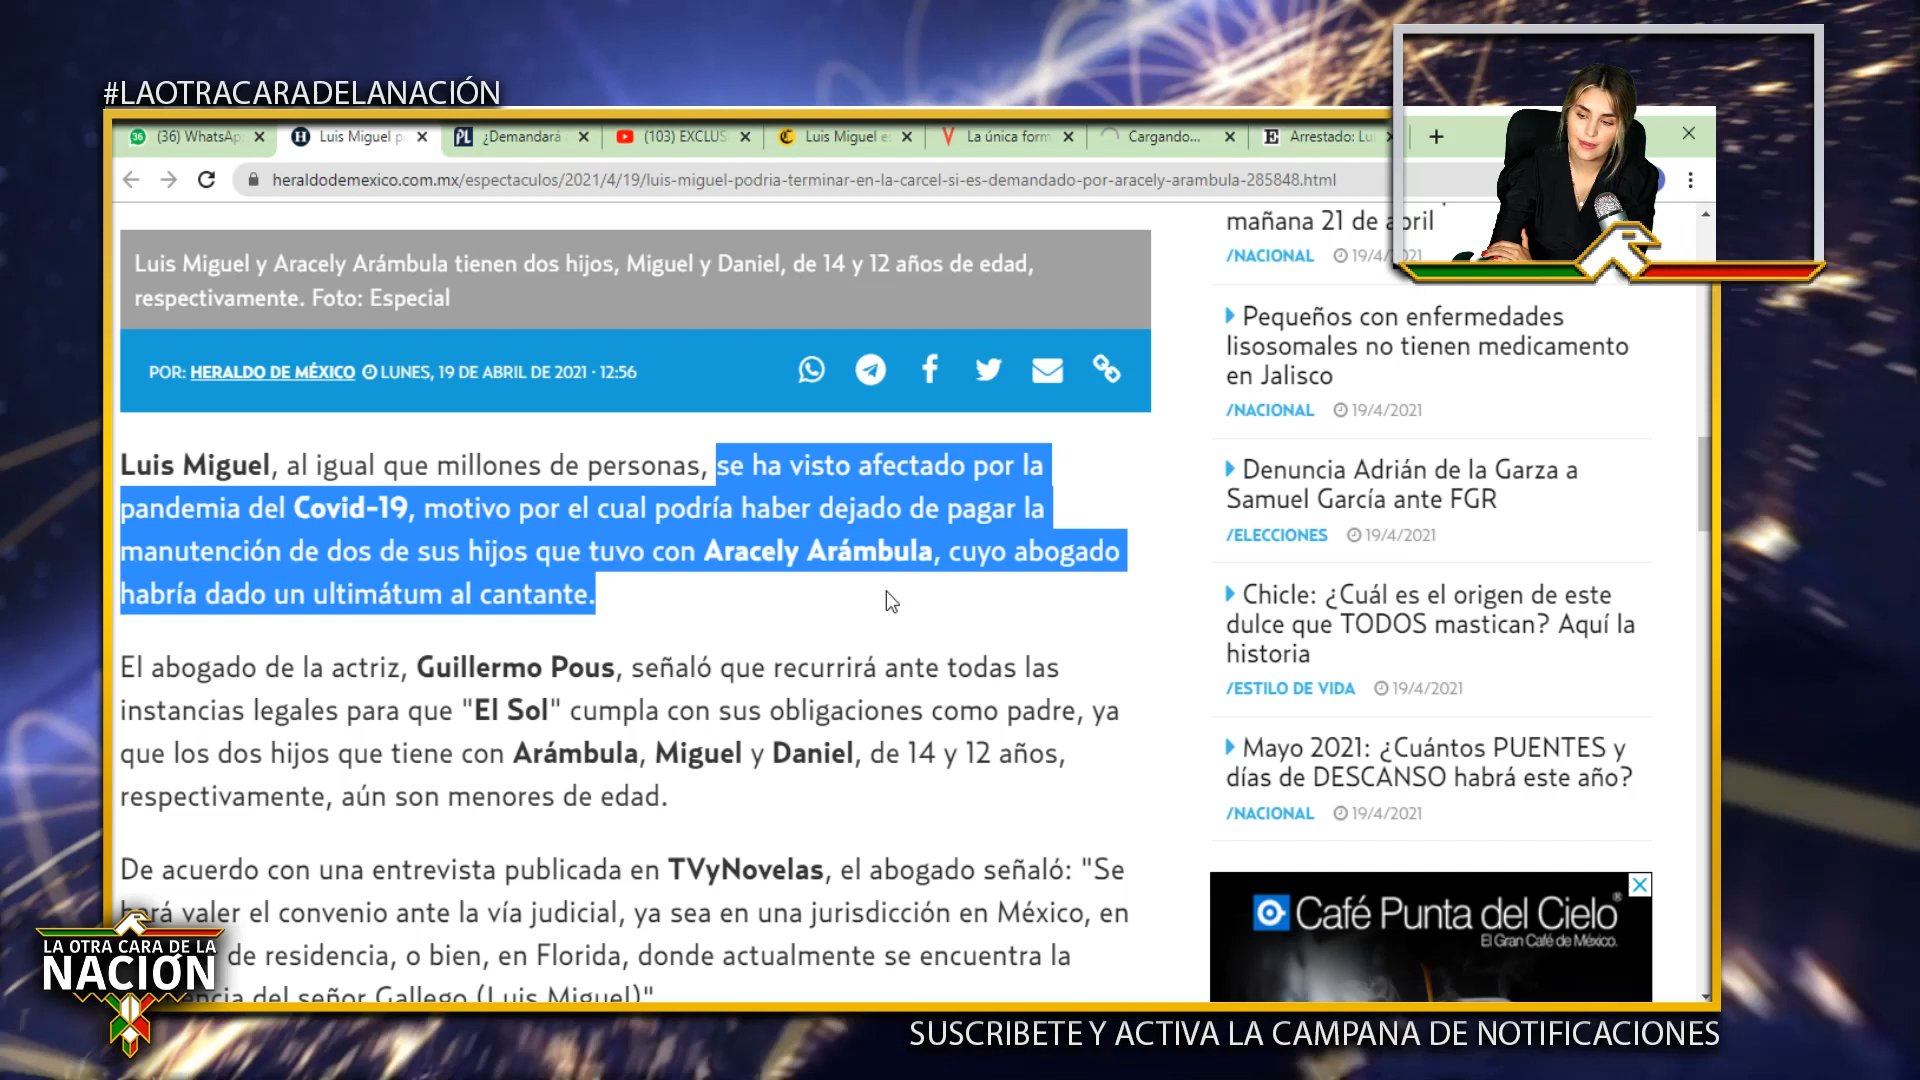 #LAOTRACARADELANACIÓN
(36) WhatsAp
Luis Miguel p
¿Demandará
(103) EXCLUS
Luis Miguel e
La única form
Cargando...
Arrestado: Lu
heraldodemexico.com.mx/espectaculos/2021/4/19/luis-miguel-podria-terminar-en-la-carcel-si-es-demandado-por-aracely-arambula-285848.html
Luis Miguel y Aracely Arámbula tienen dos hijos, Miguel y Daniel, de 14 y 12 años de edad,
respectivamente. Foto: Especial
POR: HERALDO DE MÉXICO LUNES, 19 DE ABRIL DE 2021 · 12:56
Luis Miguel, al igual que millones de personas, se ha visto afectado por la
pandemia del Covid-19, motivo por el cual podría haber dejado de pagar la
manutención de dos de sus hijos que tuvo con Aracely Arámbula, cuyo abogado
habría dado un ultimátum al cantante.
El abogado de la actriz, Guillermo Pous, señaló que recurrirá ante todas las
instancias legales para que "El Sol" cumpla con sus obligaciones como padre, ya
que los dos hijos que tiene con Arámbula, Miguel y Daniel, de 14 y 12 años,
respectivamente, aún son menores de edad.
De acuerdo con una entrevista publicada en TVyNovelas, el abogado señaló: "Se
hará valer el convenio ante la vía judicial, ya sea en una jurisdicción en México, en
de residencia, o bien, en Florida, donde actualmente se encuentra la
del señor Gallego (Luis Miguel)"
mañana 21 de abril
/NACIONAL 19/4/2021
Pequeños con enfermedades
lisosomales no tienen medicamento
en Jalisco
/NACIONAL 19/4/2021
Denuncia Adrián de la Garza a
Samuel García ante FGR
/ELECCIONES 19/4/2021
Chicle: ¿Cuál es el origen de este
dulce que TODOS mastican? Aquí la
historia
/ESTILO DE VIDA 19/4/2021
Mayo 2021: ¿Cuántos PUENTES y
días de DESCANSO habrá este año?
/NACIONAL 19/4/2021
Café Punta del Cielo®
El Gran Café de México.
LA OTRA CARA DE LA
NACIÓN
SUSCRIBETE Y ACTIVA LA CAMPANA DE NOTIFICACIONES